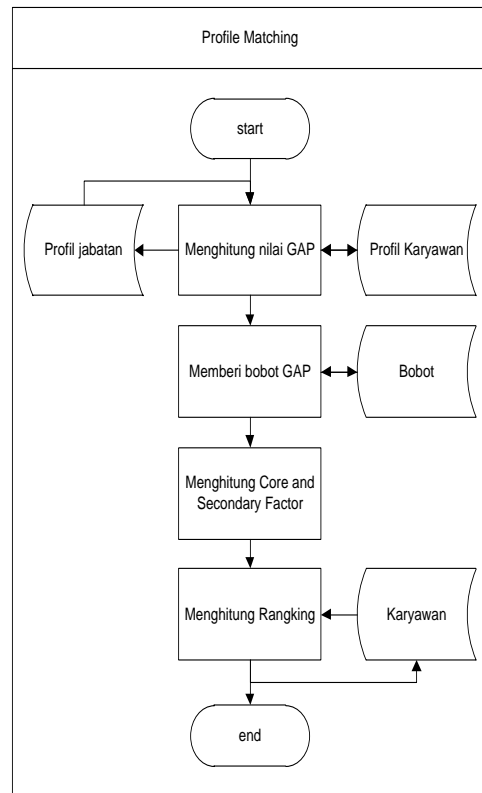 Profile Matching
start
Profil jabatan
Menghitung nilai GAP
Profil Karyawan
Memberi bobot GAP
Bobot
Menghitung Core and
Secondary Factor
Menghitung Rangking
Karyawan
end